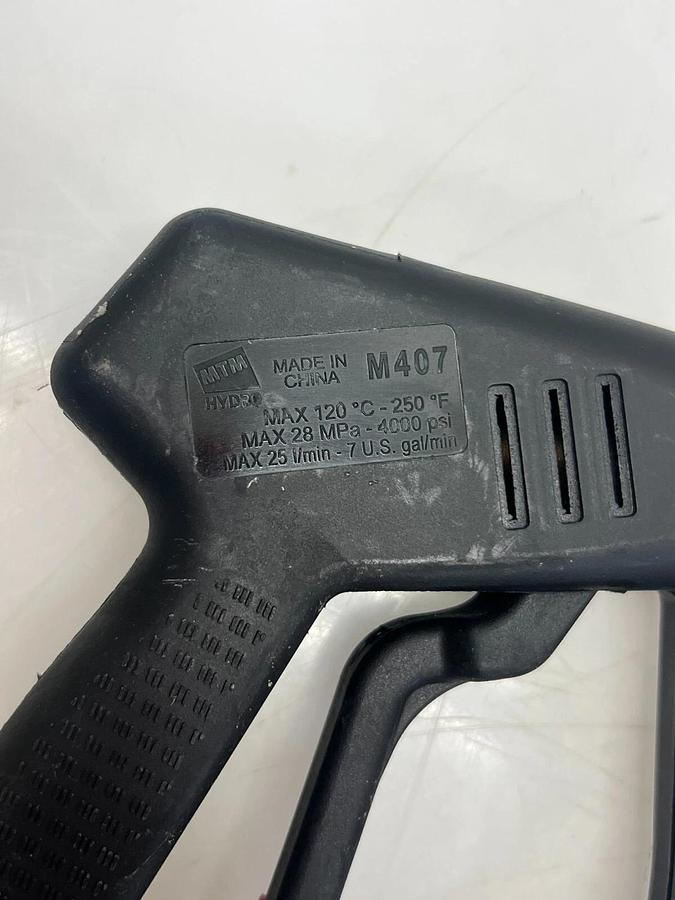 MTM
HYDRO
MADE IN
CHINA
M407
MAX 120 °C - 250 °F
MAX 28 MPa - 4000 psi
MAX 25 l/min - 7 U.S. gal/min